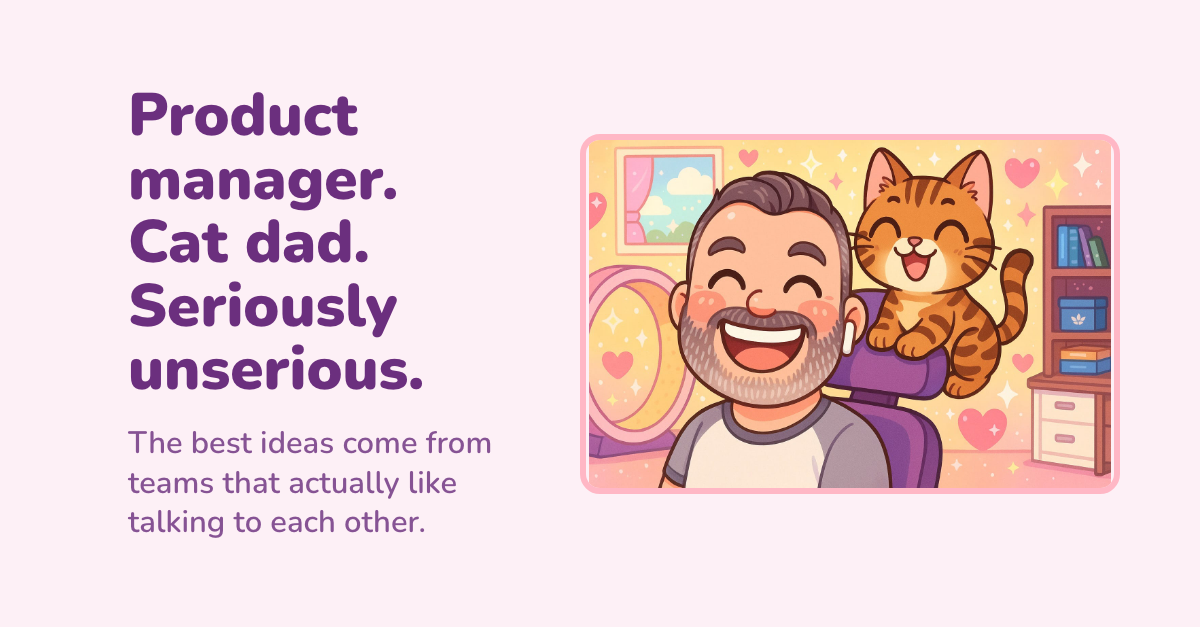 Product
manager.
Cat dad.
Seriously
unserious.
The best ideas come from
teams that actually like
talking to each other.